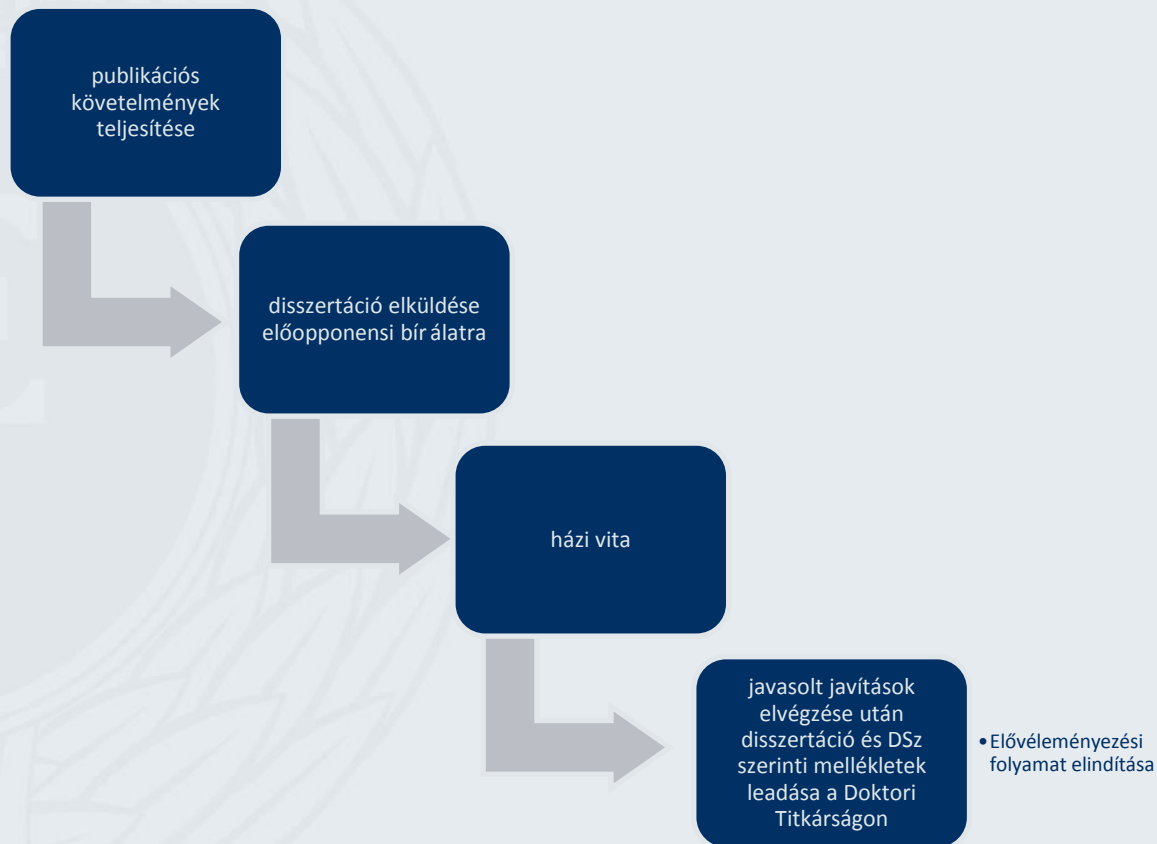 publikációs
követelmények
teljesítése
disszertáció elküldése
előopponensi bír álatra
házi vita
javasolt javítások
elvégzése után
disszertáció és DSz
szerinti mellékletek
leadása a Doktori
Titkárságon
•Elővéleményezési
folyamat elindítása